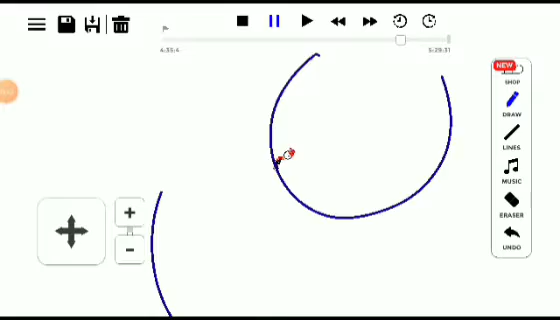 4:35:4
5:29:31
NEW
SHOP
DRAW
LINES
MUSIC
ERASER
UNDO